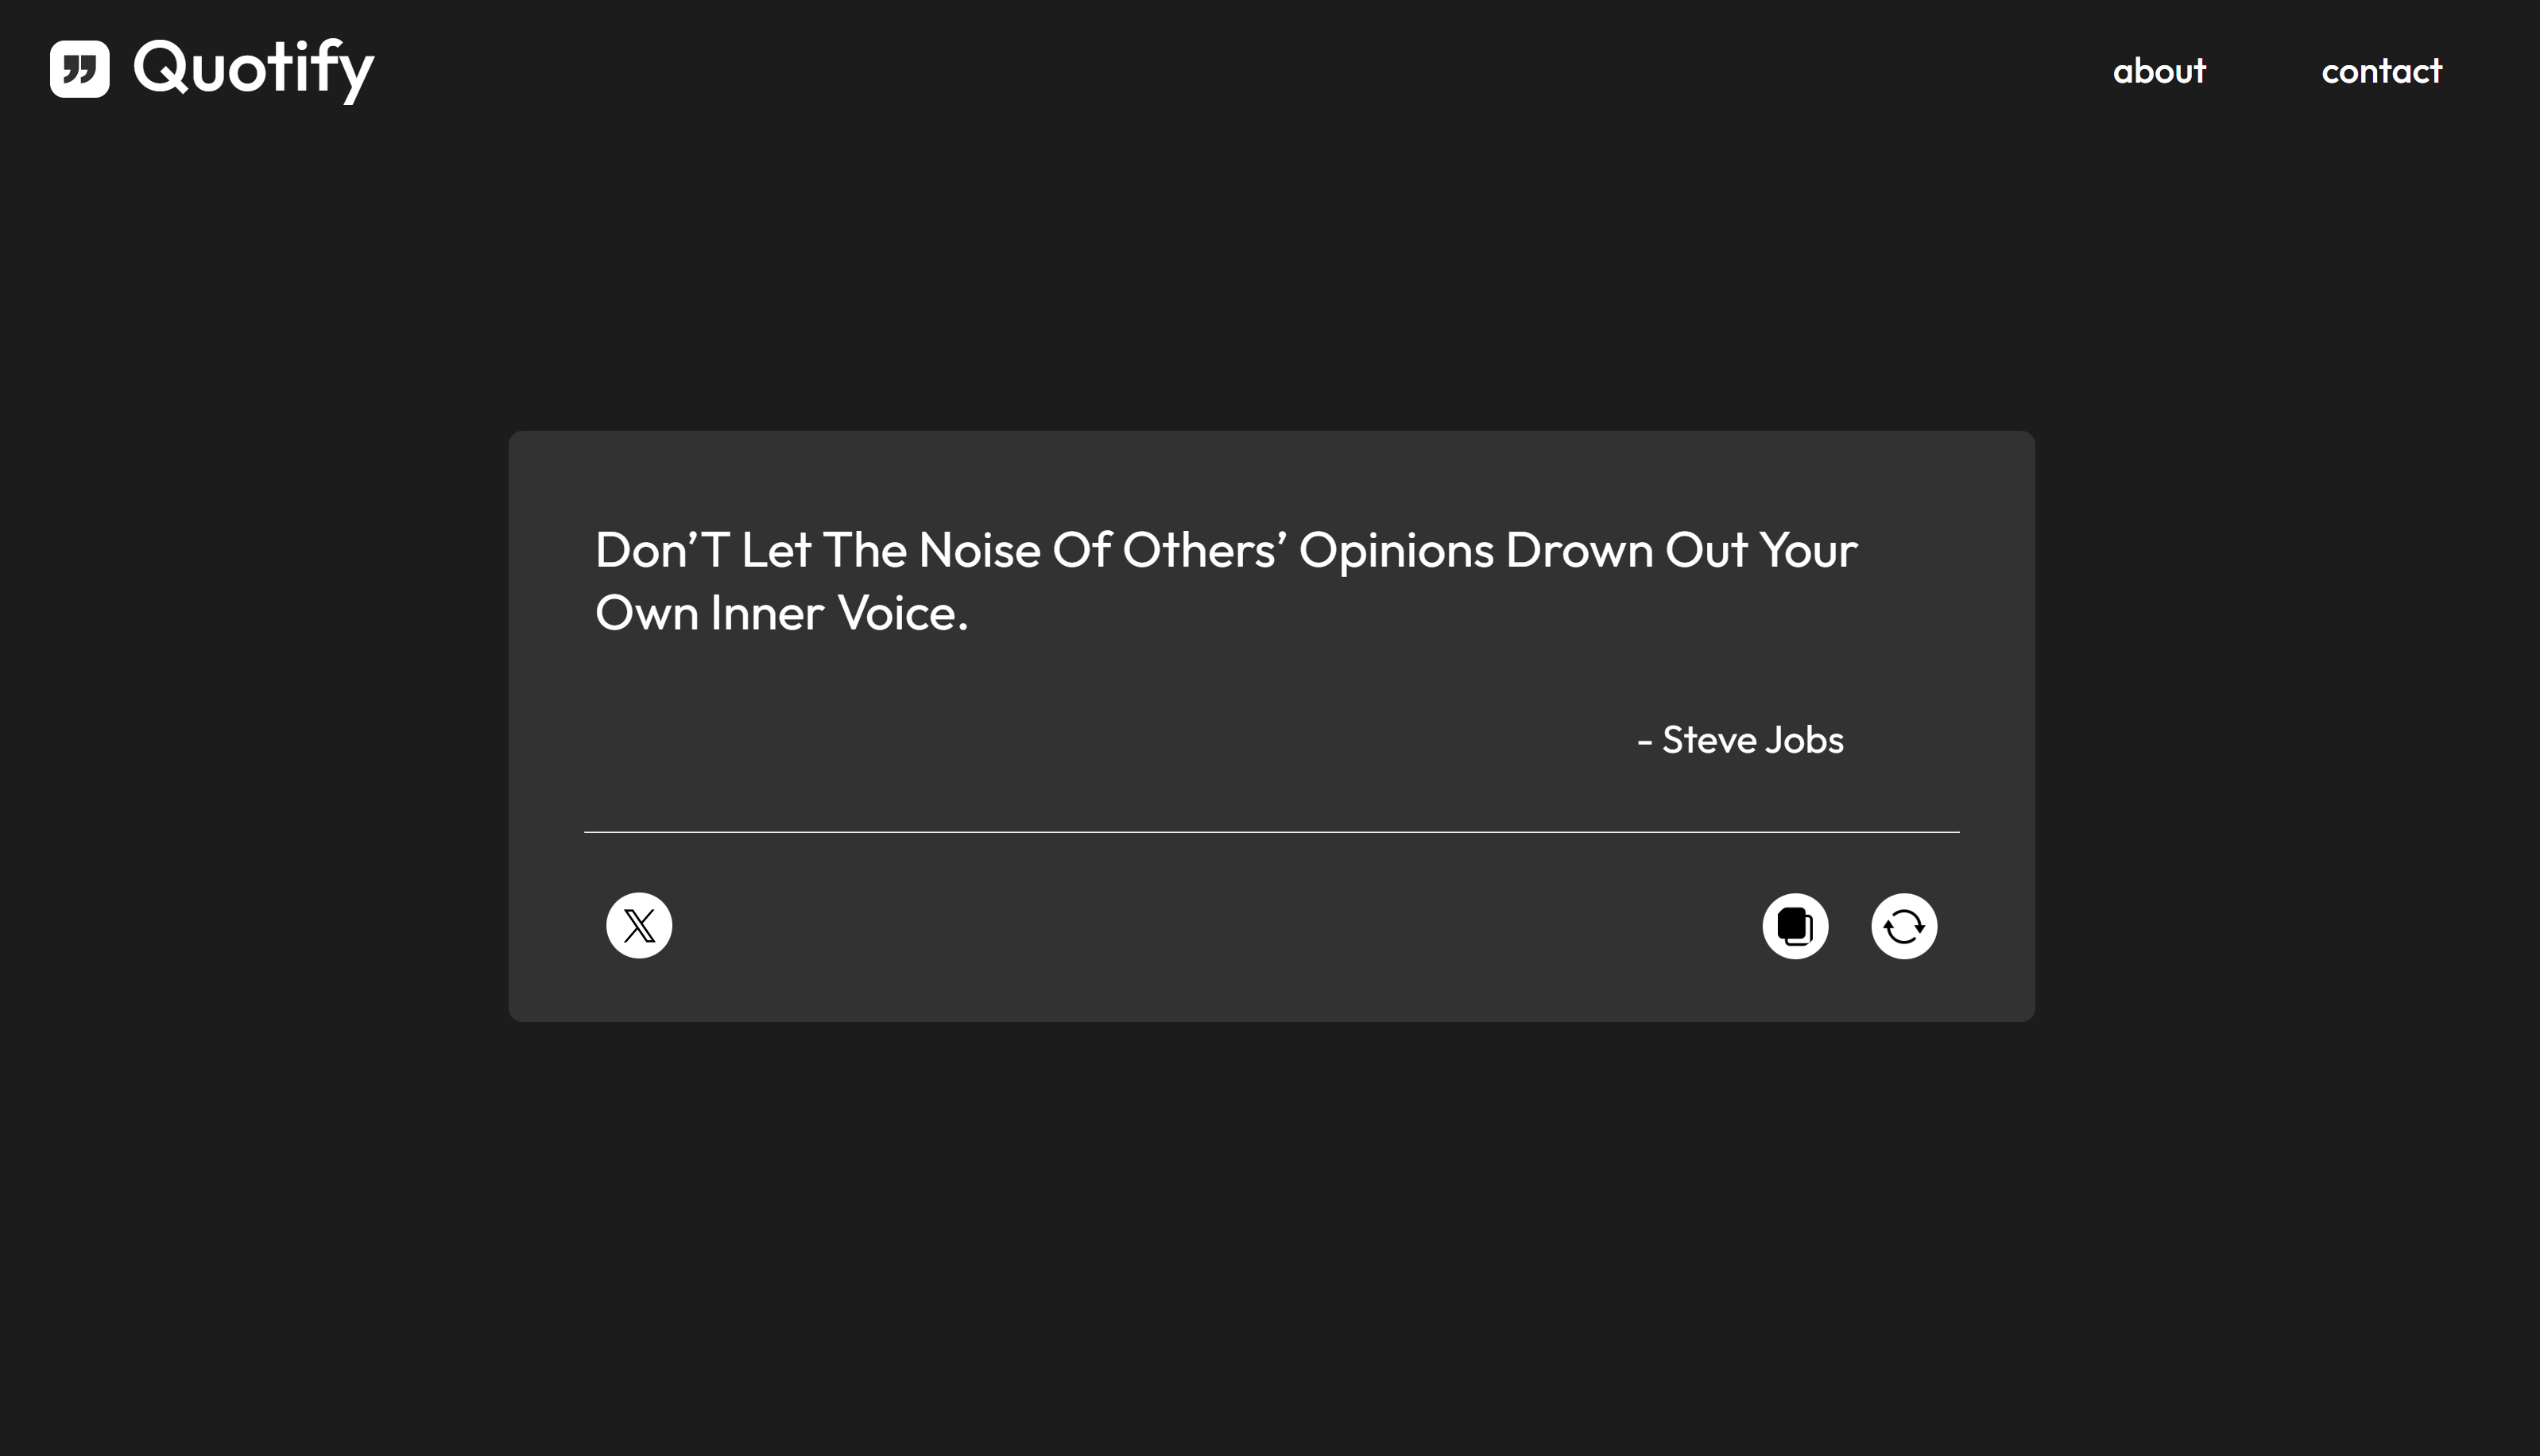 Quotify
about
contact
Don’T Let The Noise Of Others’ Opinions Drown Out Your
Own Inner Voice.
- Steve Jobs